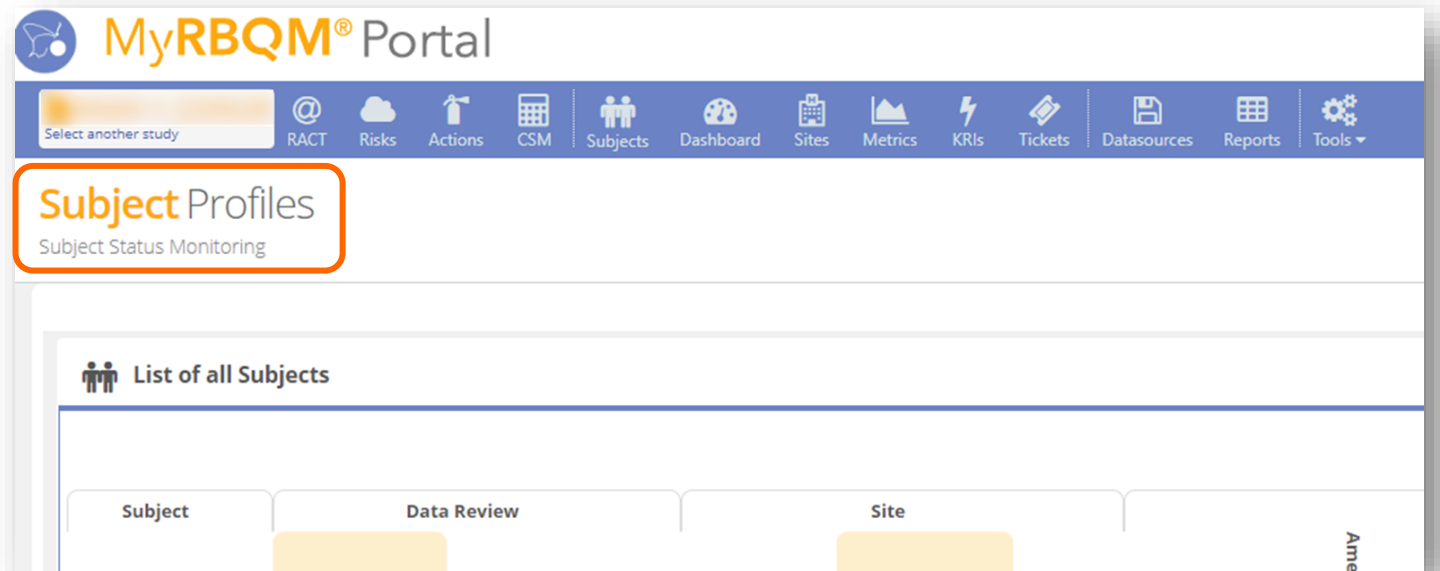 MyRBQM® Portal
Select another study
RACT
Risks
Actions
CSM
Subjects
Dashboard
Sites
Metrics
KRIs
Tickets
Datasources
Reports
Tools
Subject Profiles
Subject Status Monitoring
List of all Subjects
Subject
Data Review
Site
Ame